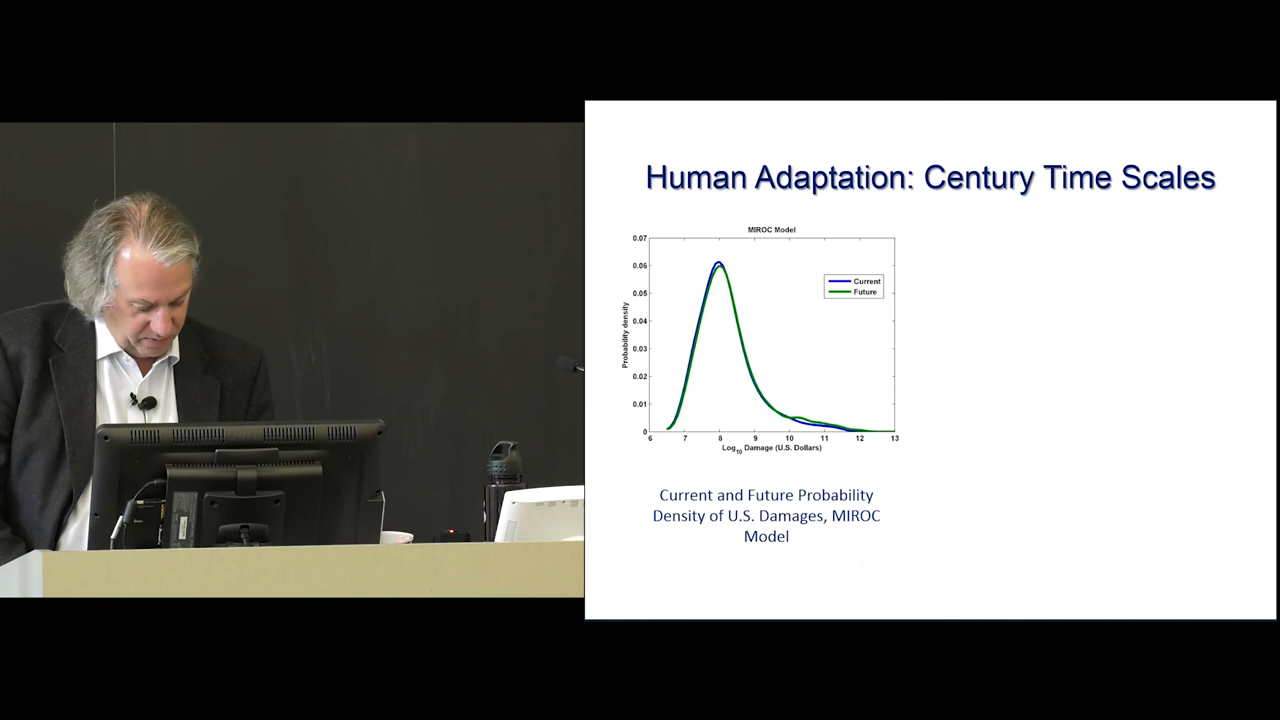 Human Adaptation: Century Time Scales
MIROC Model
0.07
0.06
0.05
0.04
0.03
0.02
0.01
0
Probability density
Current
Future
6 7 8 9 10 11 12 13
Log10 Damage (U.S. Dollars)
Current and Future Probability
Density of U.S. Damages, MIROC
Model